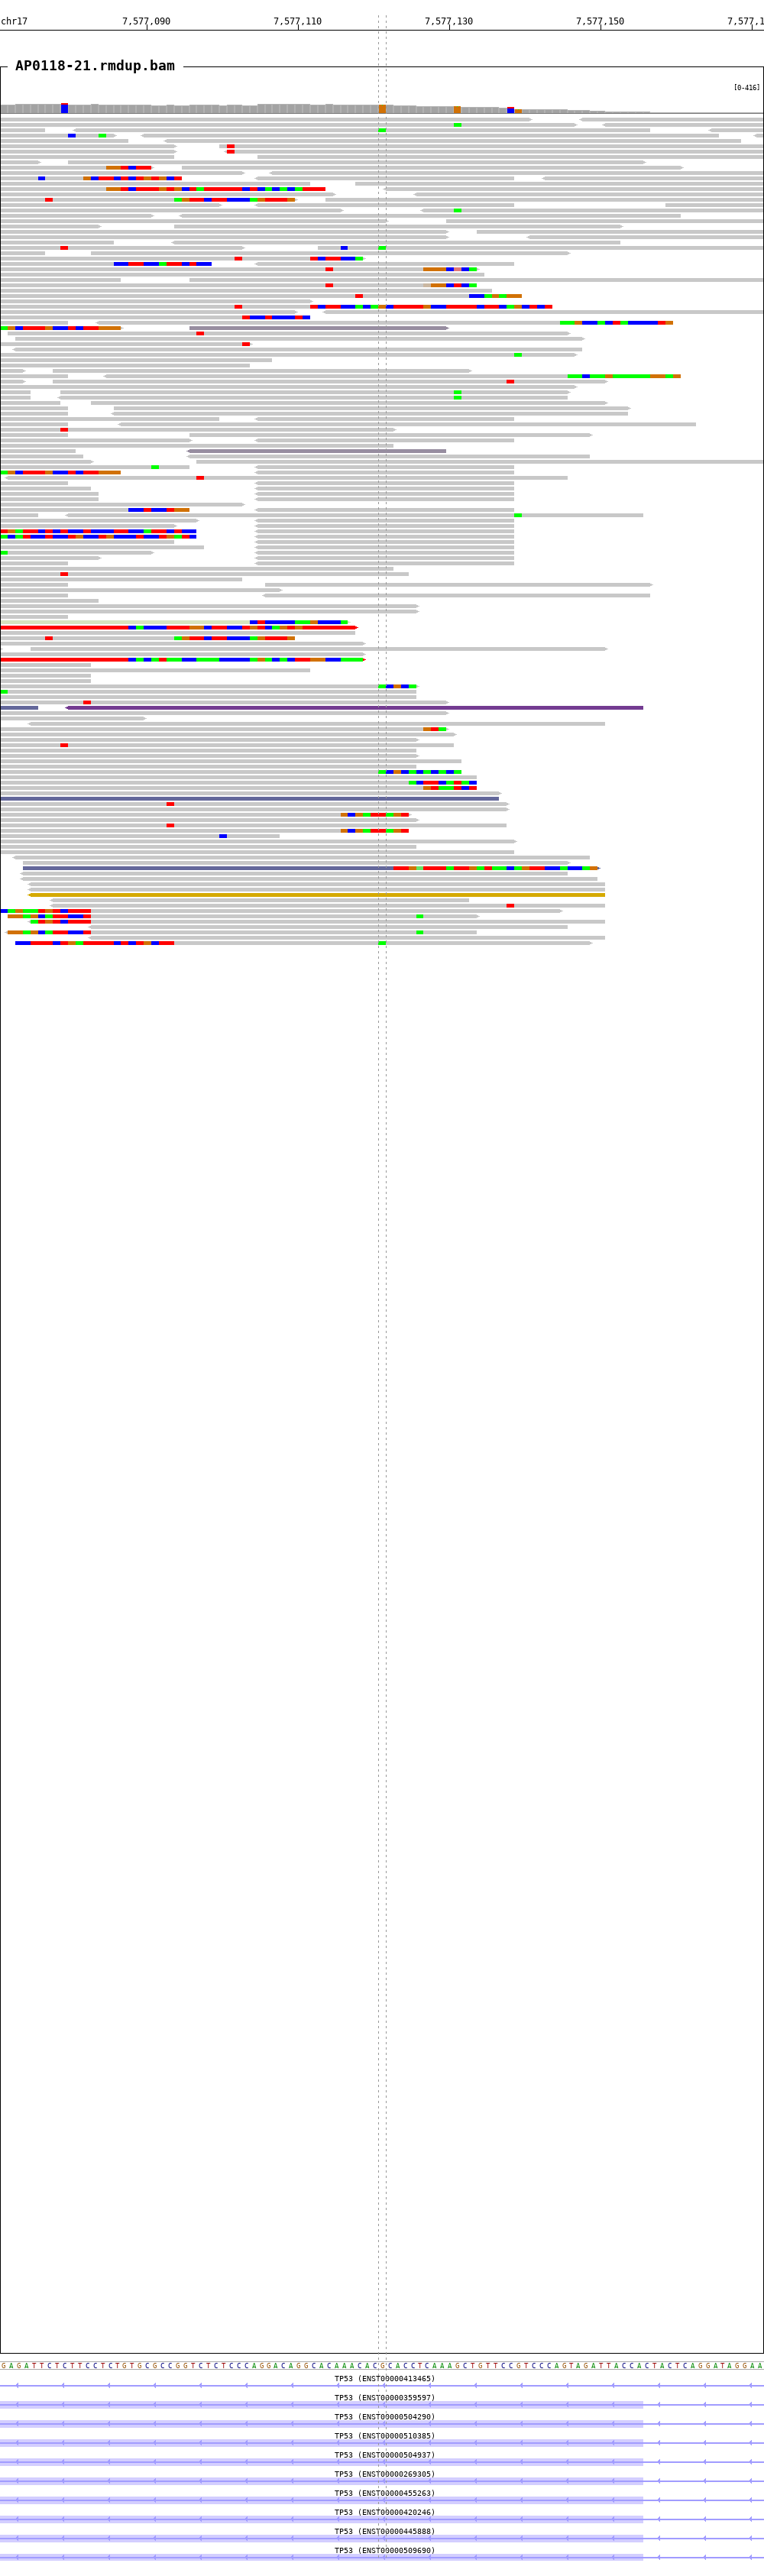 chr17 7,577,090 7,577,110 7,577,130 7,577,150 7,577,1
AP0118-21.rmdup.bam
[0-416]
GAGATTCTCTTCCTCTGTGCGCCGGTCTCTCCCAGGACAGGCACAAACACGCACCTCAAAGCTGTTCCGTCCCAGTAGATTACCACTACTCAGGATAGGAA
TP53 (ENST00000413465)
TP53 (ENST00000359597)
TP53 (ENST00000504290)
TP53 (ENST00000510385)
TP53 (ENST00000504937)
TP53 (ENST00000269305)
TP53 (ENST00000455263)
TP53 (ENST00000420246)
TP53 (ENST00000445888)
TP53 (ENST00000509690)